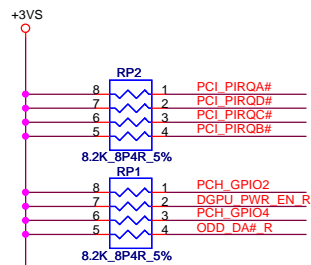 +3VS
RP2
8 1 PCI_PIRQA#
7 2 PCI_PIRQD#
6 3 PCI_PIRQC#
5 4 PCI_PIRQB#
8.2K_8P4R_5%
RP1
8 1 PCH_GPIO2
7 2 DGPU_PWR_EN_R
6 3 PCH_GPIO4
5 4 ODD_DA#_R
8.2K_8P4R_5%